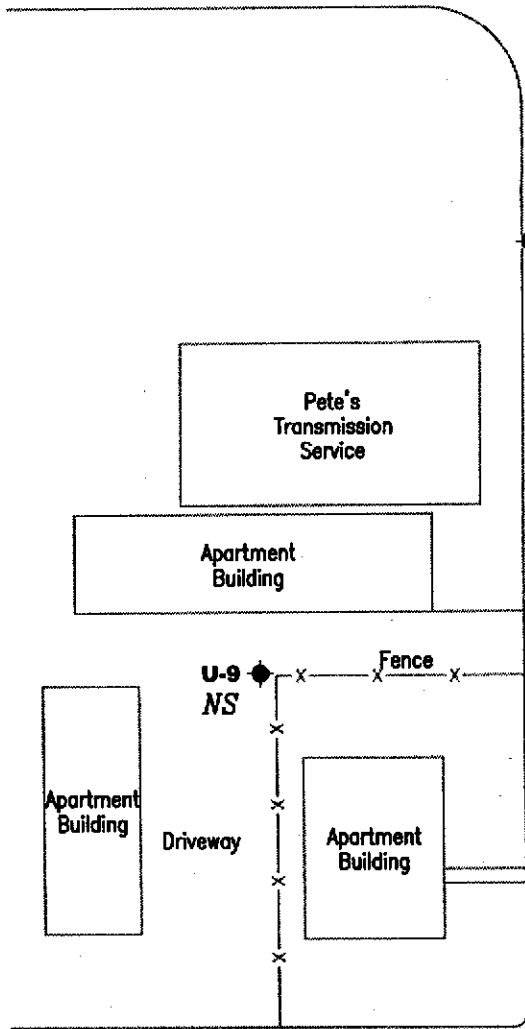 Pete's
Transmission
Service
Apartment
Building
U-9
NS
Fence
Apartment
Building
Driveway
Apartment
Building